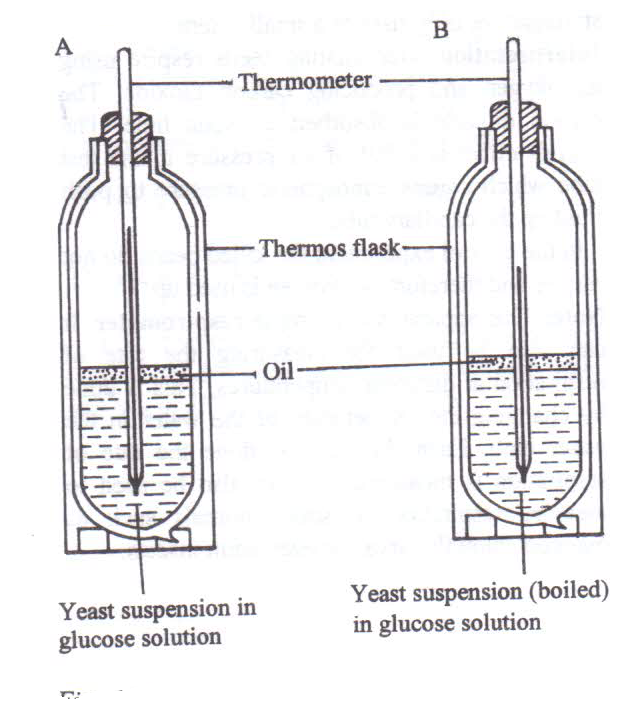 A
B
Thermometer
Thermos flask
Oil
Yeast suspension in
glucose solution
Yeast suspension (boiled)
in glucose solution